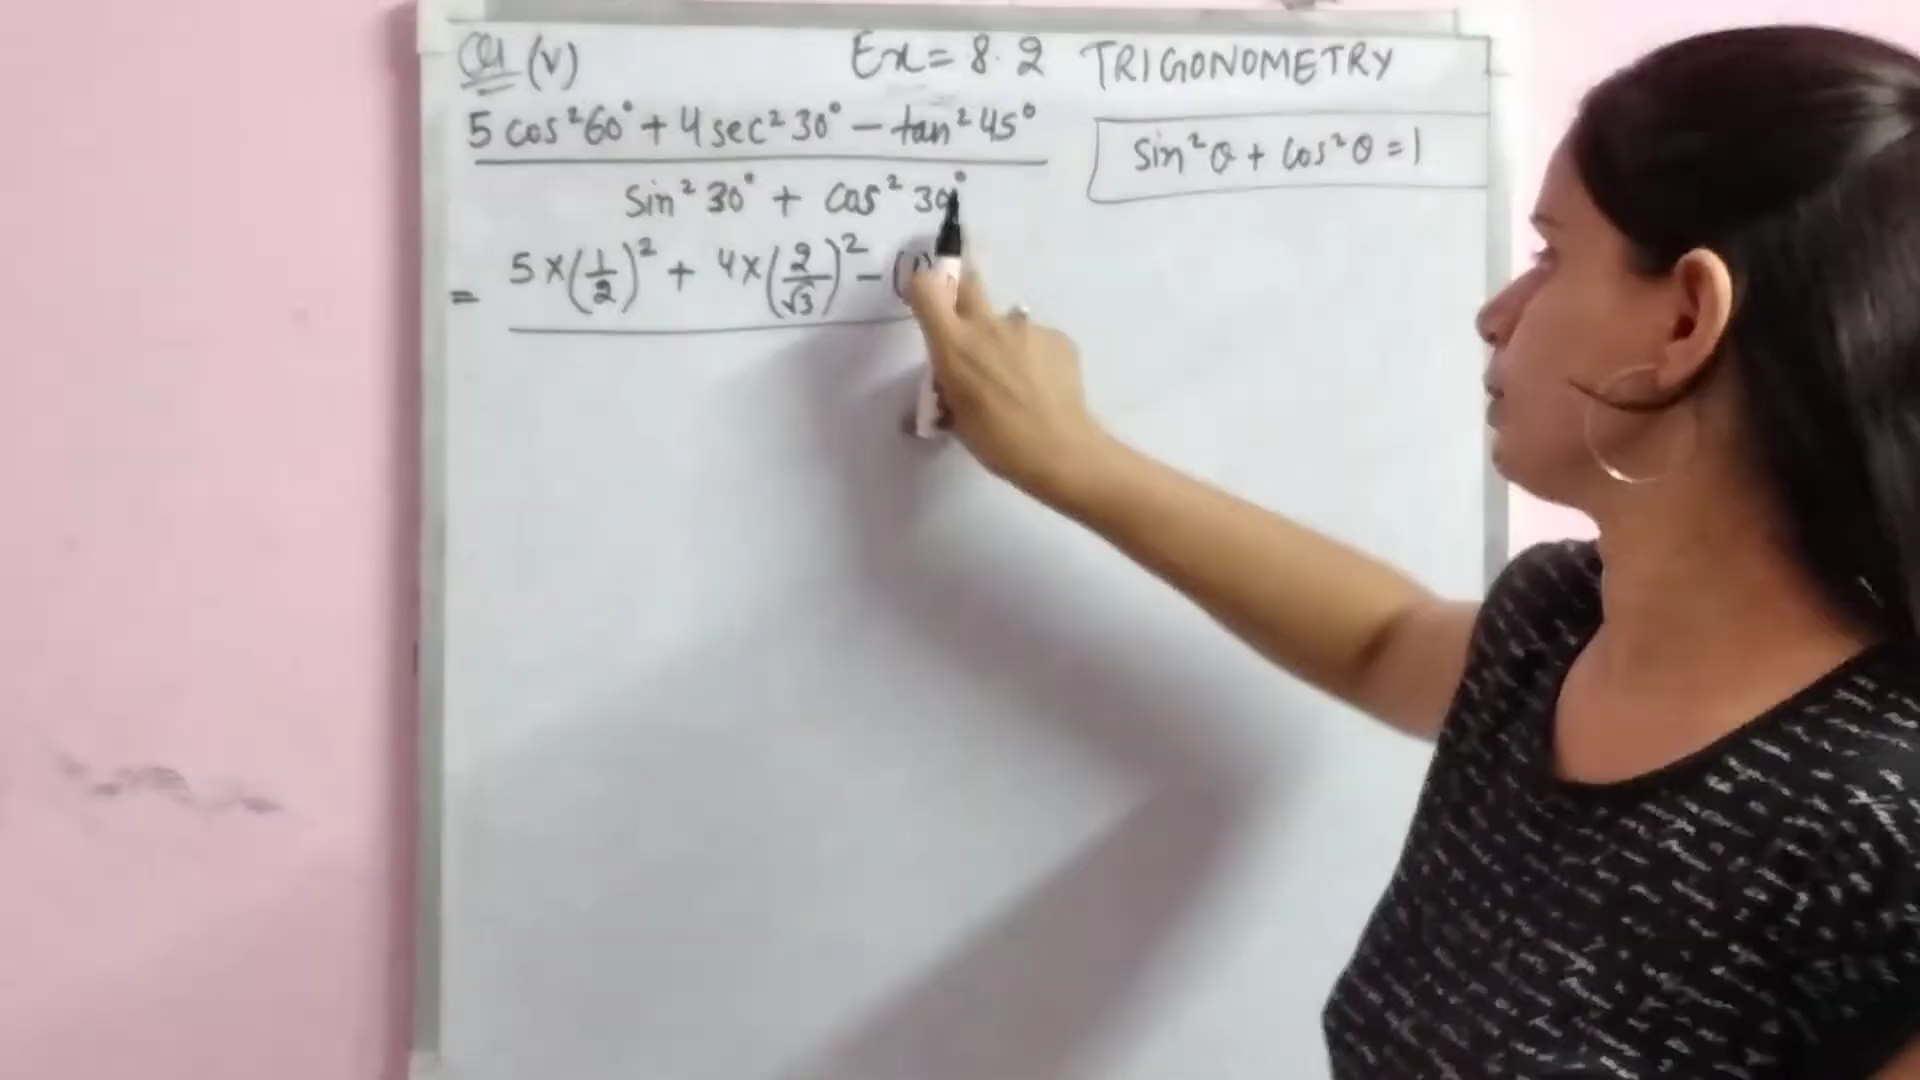 Q1 (v) Ex = 8.2 TRIGONOMETRY
5 cos²60° + 4 sec²30° − tan²45°
sin²θ + cos²θ = 1
sin²30° + cos²30°
= 5×(1/2)² + 4×(2/√3)² − (1)